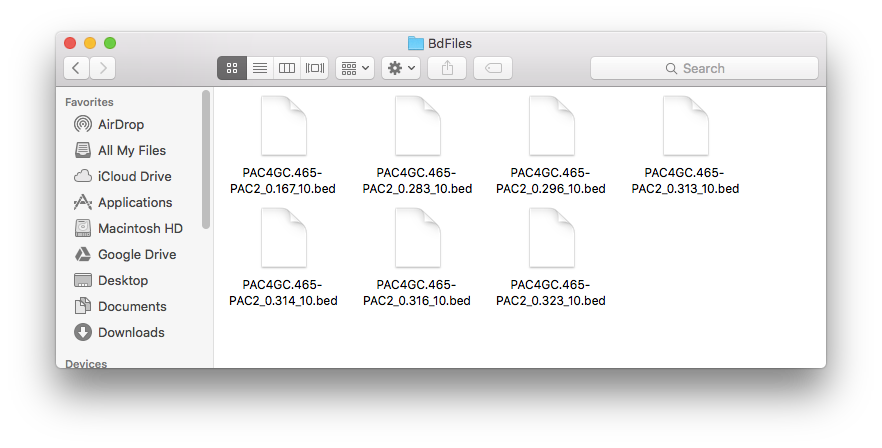 BdFiles
Search
Favorites
AirDrop
All My Files
iCloud Drive
Applications
Macintosh HD
Google Drive
Desktop
Documents
Downloads
Devices
PAC4GC.465-
PAC2_0.167_10.bed
PAC4GC.465-
PAC2_0.283_10.bed
PAC4GC.465-
PAC2_0.296_10.bed
PAC4GC.465-
PAC2_0.313_10.bed
PAC4GC.465-
PAC2_0.314_10.bed
PAC4GC.465-
PAC2_0.316_10.bed
PAC4GC.465-
PAC2_0.323_10.bed